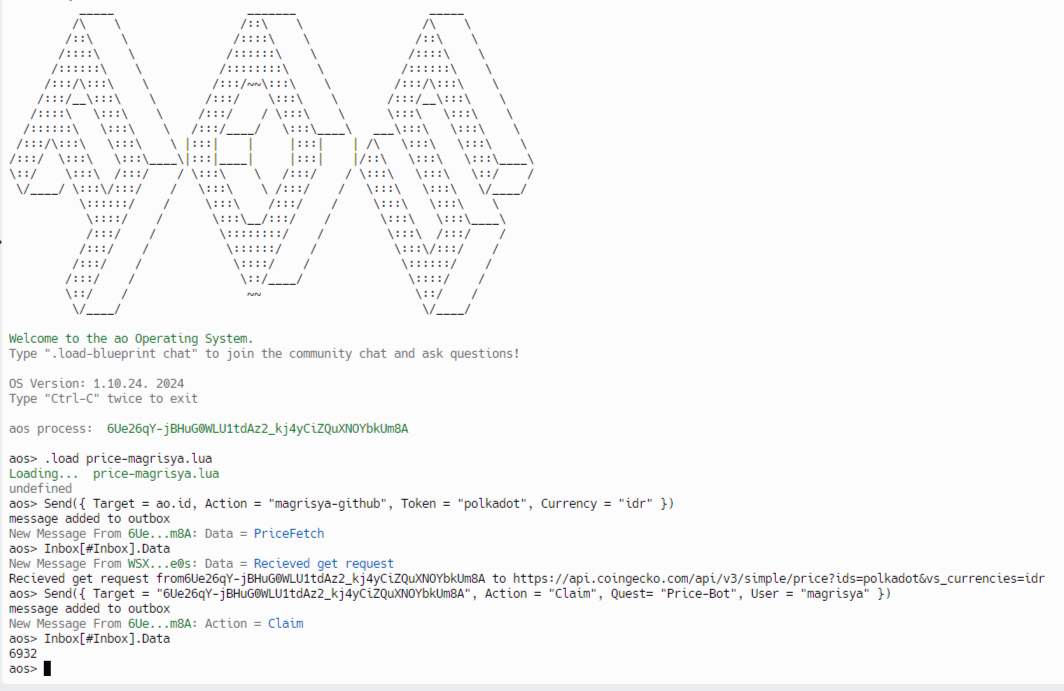 Welcome to the ao Operating System.
Type ".load-blueprint chat" to join the community chat and ask questions!
OS Version: 1.10.24. 2024
Type "Ctrl-C" twice to exit
aos process:  6Ue26qY-jBHuG0WLU1tdAz2_kj4yCiZQuXNOYbkUm8A
aos> .load price-magrisya.lua
Loading...  price-magrisya.lua
undefined
aos> Send({ Target = ao.id, Action = "magrisya-github", Token = "polkadot", Currency = "idr" })
message added to outbox
New Message From 6Ue...m8A: Data = PriceFetch
aos> Inbox[#Inbox].Data
New Message From WSX...e0s: Data = Recieved get request
Recieved get request from6Ue26qY-jBHuG0WLU1tdAz2_kj4yCiZQuXNOYbkUm8A to https://api.coingecko.com/api/v3/simple/price?ids=polkadot&vs_currencies=idr
aos> Send({ Target = "6Ue26qY-jBHuG0WLU1tdAz2_kj4yCiZQuXNOYbkUm8A", Action = "Claim", Quest= "Price-Bot", User = "magrisya" })
message added to outbox
New Message From 6Ue...m8A: Action = Claim
aos> Inbox[#Inbox].Data
6932
aos>